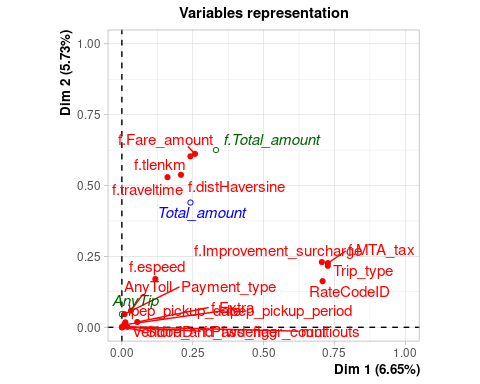 Variables representation
Dim 2 (5.73%)
1.00
0.75
0.50
0.25
0.00
f.Fare_amount
f.Total_amount
f.tlenkm
f.traveltime
f.distHaversine
Total_amount
f.Improvement_surcharge
f.MTA_tax
Trip_type
RateCodeID
f.espeed
AnyToll
Payment_type
AnyTip
f.Extra
0.00
0.25
0.50
0.75
1.00
Dim 1 (6.65%)